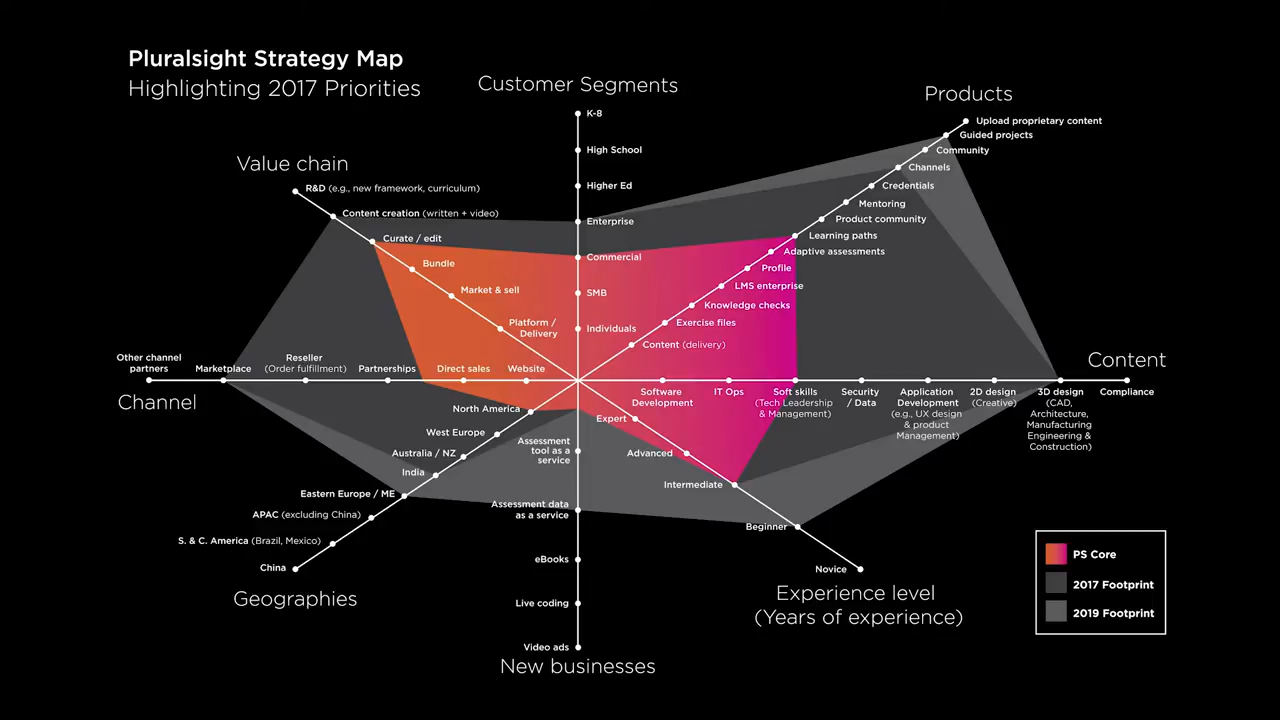 Pluralsight Strategy Map
Highlighting 2017 Priorities
Customer Segments
K-8
High School
Higher Ed
Enterprise
Commercial
SMB
Individuals
Products
Upload proprietary content
Guided projects
Community
Channels
Credentials
Mentoring
Product community
Learning paths
Adaptive assessments
Profile
LMS enterprise
Knowledge checks
Exercise files
Content (delivery)
Value chain
R&D (e.g., new framework, curriculum)
Content creation (written + video)
Curate / edit
Bundle
Market & sell
Platform /
Delivery
Other channel
partners
Marketplace
Reseller
(Order fulfillment)
Partnerships
Direct sales
Website
Channel
Content
Software
Development
IT Ops
Soft skills
(Tech Leadership
& Management)
Security
/ Data
Application
Development
(e.g., UX design
& product
Management)
2D design
(Creative)
3D design
(CAD,
Architecture,
Manufacturing
Engineering &
Construction)
Compliance
North America
West Europe
Australia / NZ
India
Eastern Europe / ME
APAC (excluding China)
S. & C. America (Brazil, Mexico)
China
Geographies
Assessment
tool as a
service
Assessment data
as a service
eBooks
Live coding
Video ads
New businesses
Expert
Advanced
Intermediate
Beginner
Novice
Experience level
(Years of experience)
PS Core
2017 Footprint
2019 Footprint